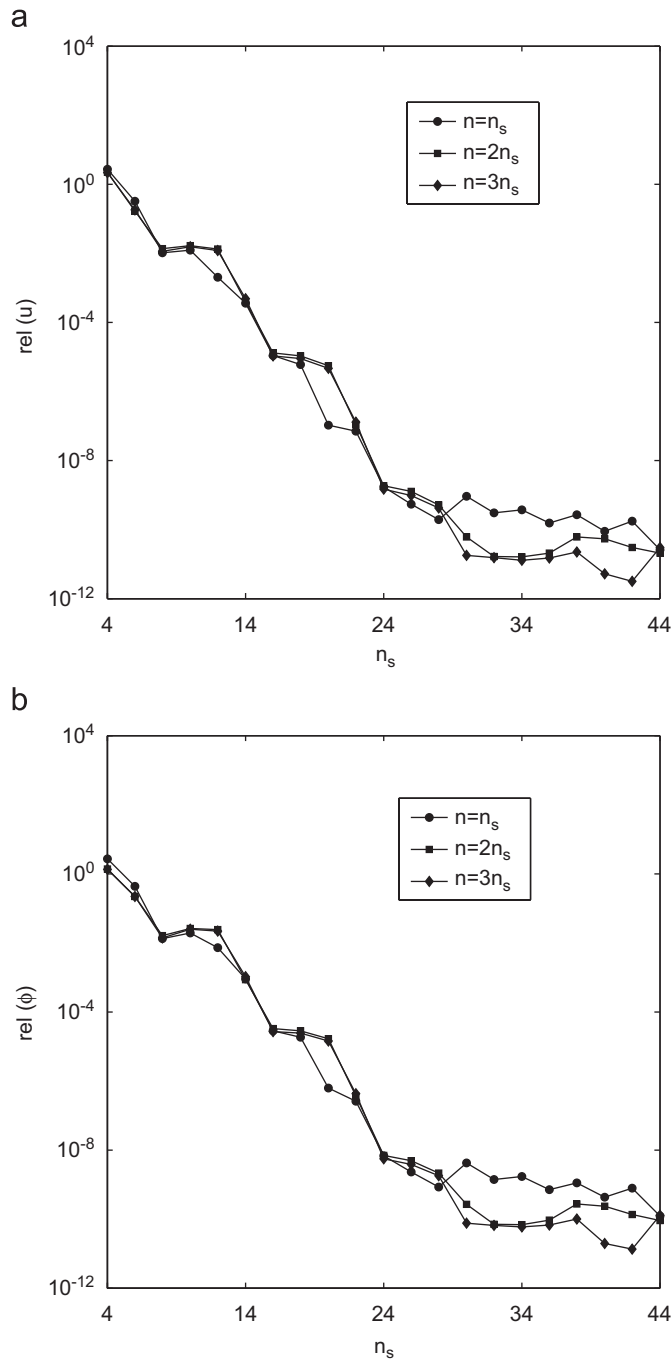 a
10^4
10^0
10^-4
10^-8
10^-12
rel (u)
n=n_s
n=2n_s
n=3n_s
4 14 24 34 44
n_s
b
10^4
10^0
10^-4
10^-8
10^-12
rel (ϕ)
n=n_s
n=2n_s
n=3n_s
4 14 24 34 44
n_s